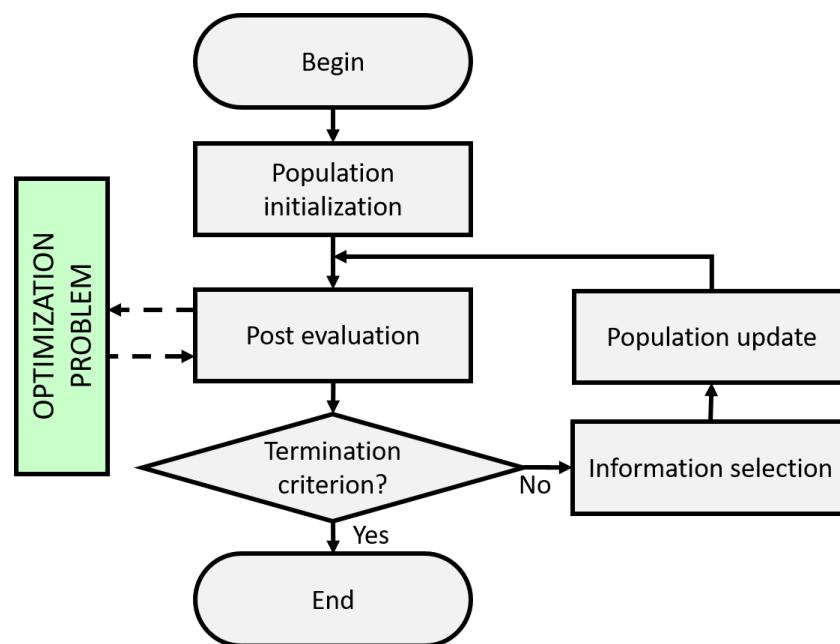 Begin
Population
initialization
OPTIMIZATION
PROBLEM
Post evaluation
Population update
Termination
criterion?
No
Information selection
Yes
End